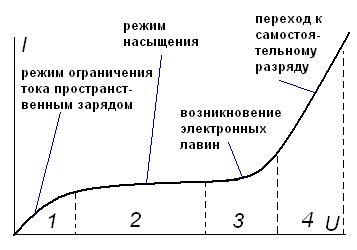 I
режим ограничения
тока пространст-
венным зарядом
режим
насыщения
возникновение
электронных
лавин
переход к
самостоя-
тельному
разряду
1 2 3 4 U